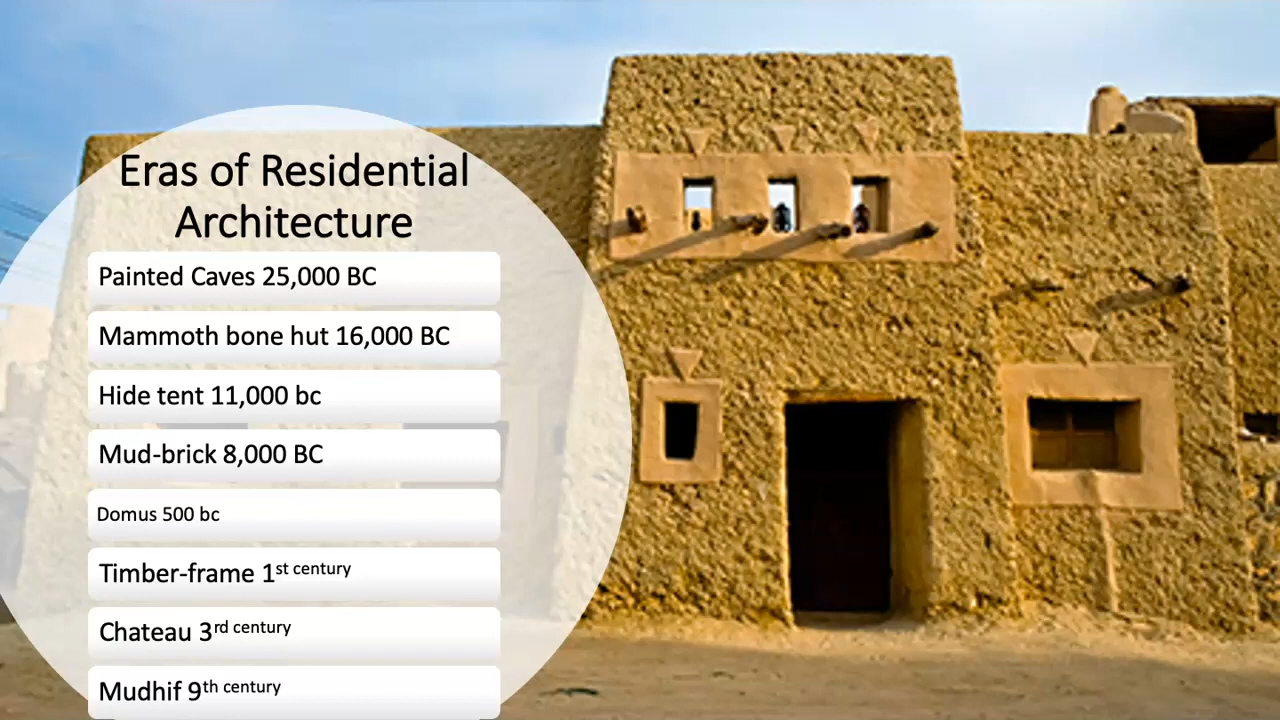 Eras of Residential
Architecture
Painted Caves 25,000 BC
Mammoth bone hut 16,000 BC
Hide tent 11,000 bc
Mud-brick 8,000 BC
Domus 500 bc
Timber-frame 1st century
Chateau 3rd century
Mudhif 9th century